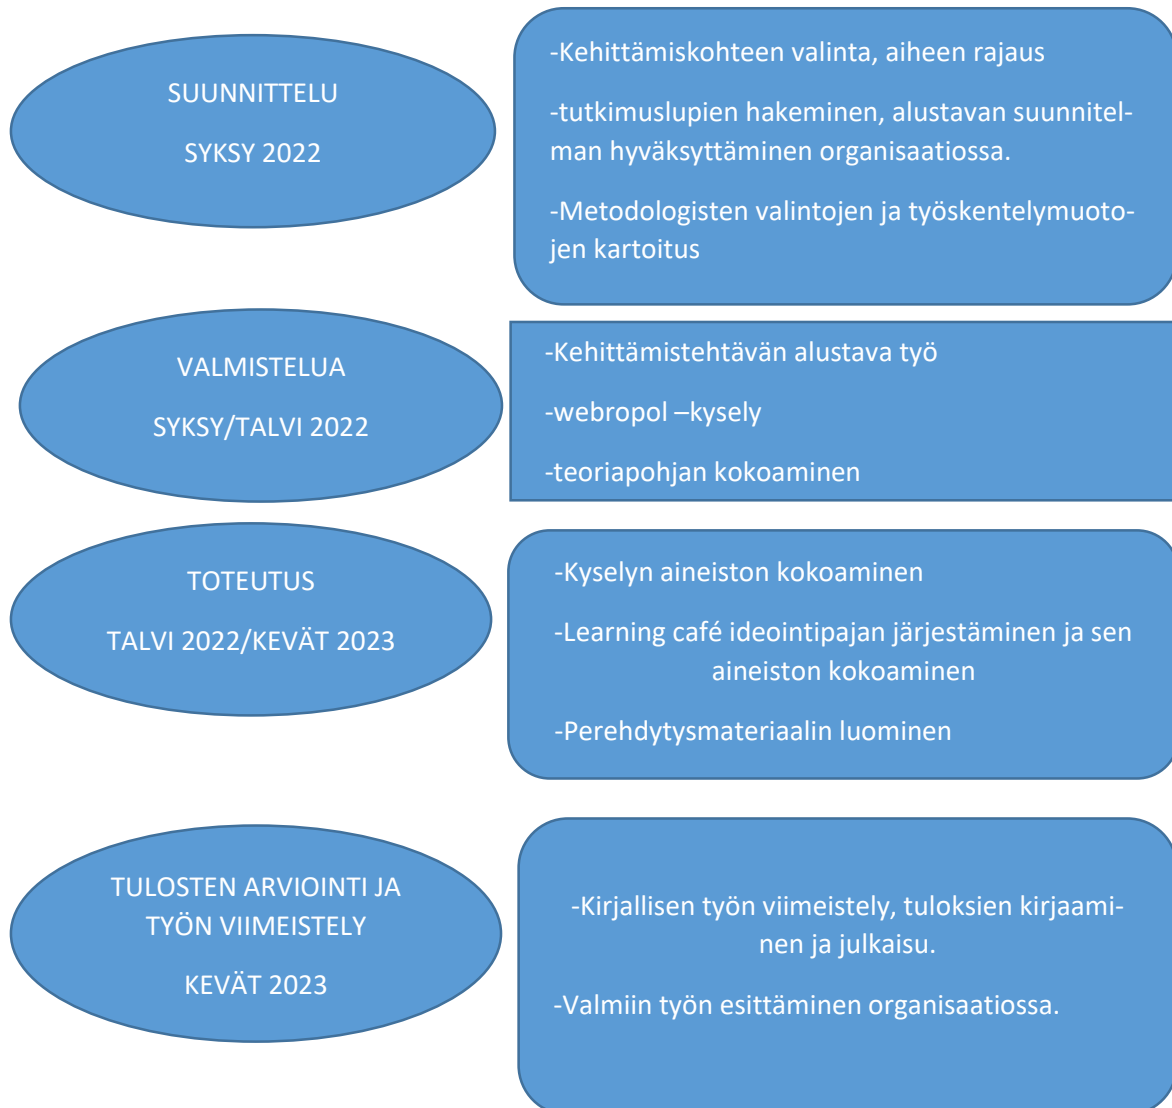 SUUNNITTELU
SYKSY 2022
-Kehittämiskohteen valinta, aiheen rajaus
-tutkimuslupien hakeminen, alustavan suunnitel-
man hyväksyttäminen organisaatiossa.
-Metodologisten valintojen ja työskentelymuoto-
jen kartoitus
VALMISTELUA
SYKSY/TALVI 2022
-Kehittämistehtävän alustava työ
-webropol –kysely
-teoriapohjan kokoaminen
TOTEUTUS
TALVI 2022/KEVÄT 2023
-Kyselyn aineiston kokoaminen
-Learning café ideointipajan järjestäminen ja sen
aineiston kokoaminen
-Perehdytysmateriaalin luominen
TULOSTEN ARVIOINTI JA
TYÖN VIIMEISTELY
KEVÄT 2023
-Kirjallisen työn viimeistely, tuloksien kirjaami-
nen ja julkaisu.
-Valmiin työn esittäminen organisaatiossa.